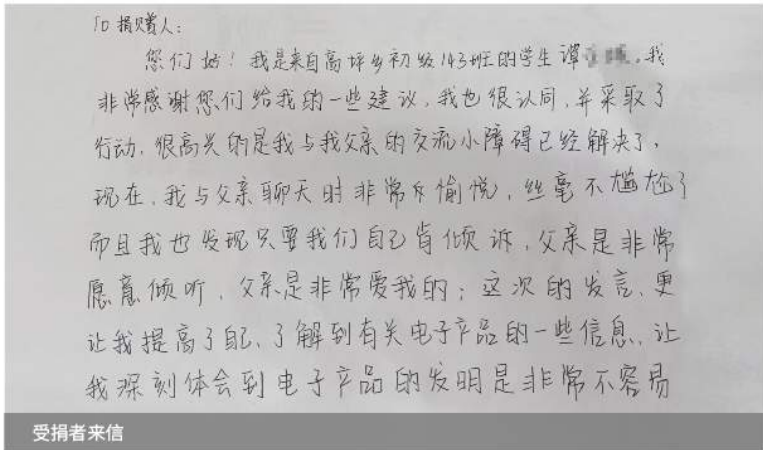 To 捐赠人：
您们好！我是来自高坪乡初级143班的学生谭，我
非常感谢您们给我的一些建议，我也很认同，并采取了
行动，很高兴的是我与我父亲的交流小障碍已经解决了，
现在，我与父亲聊天时非常愉悦，丝毫不尴尬了
而且我也发现只要我们自己肯倾诉，父亲是非常
愿意倾听，父亲是非常爱我的；这次的发言，更
让我提高了自己，了解到有关电子产品的一些信息，让
我深刻体会到电子产品的发明是非常不容易
受捐者来信